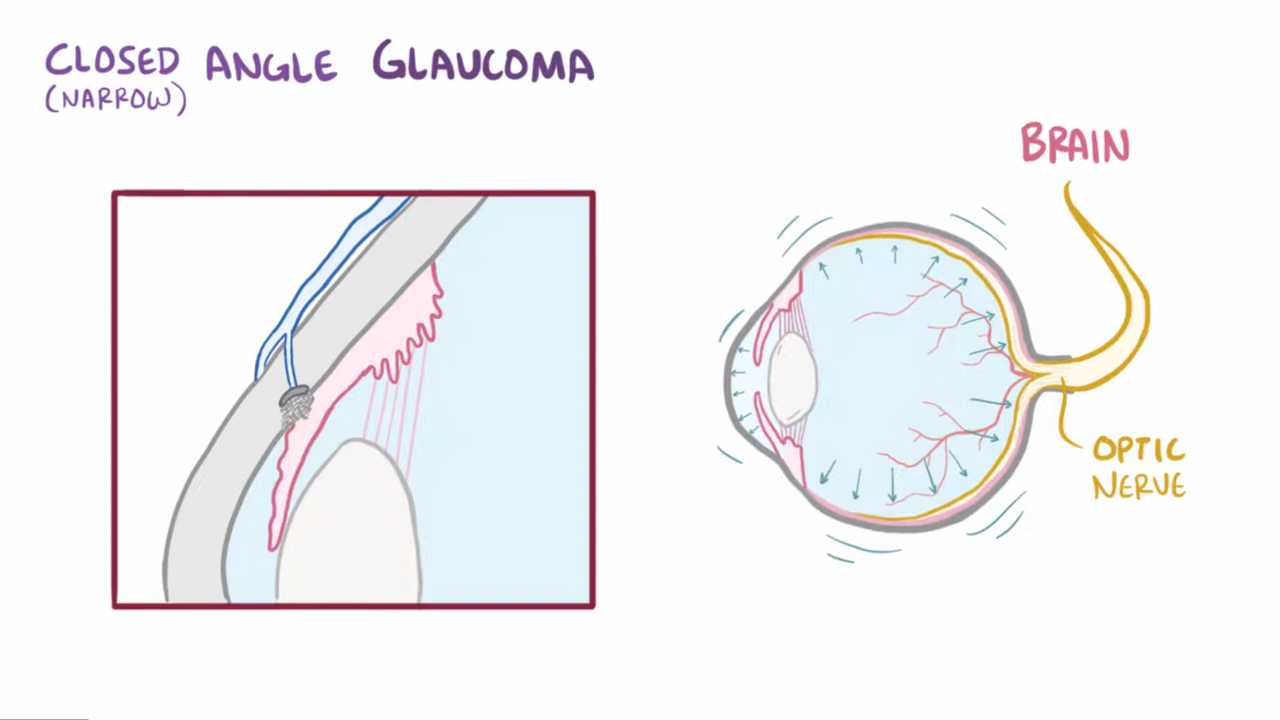 CLOSED ANGLE GLAUCOMA
(NARROW)
BRAIN
OPTIC
NERVE